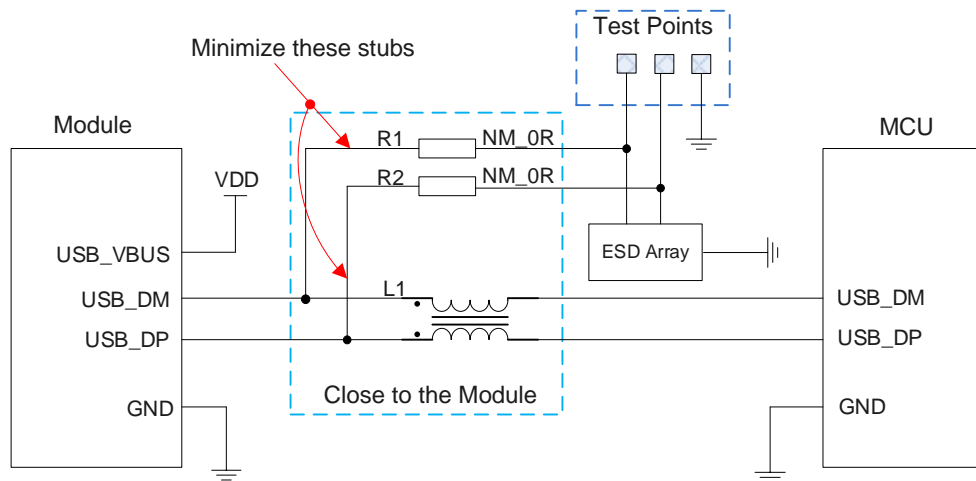 Test Points
Minimize these stubs
Module
MCU
R1
NM_0R
VDD
R2
NM_0R
ESD Array
USB_VBUS
L1
USB_DM
USB_DM
USB_DP
USB_DP
Close to the Module
GND
GND